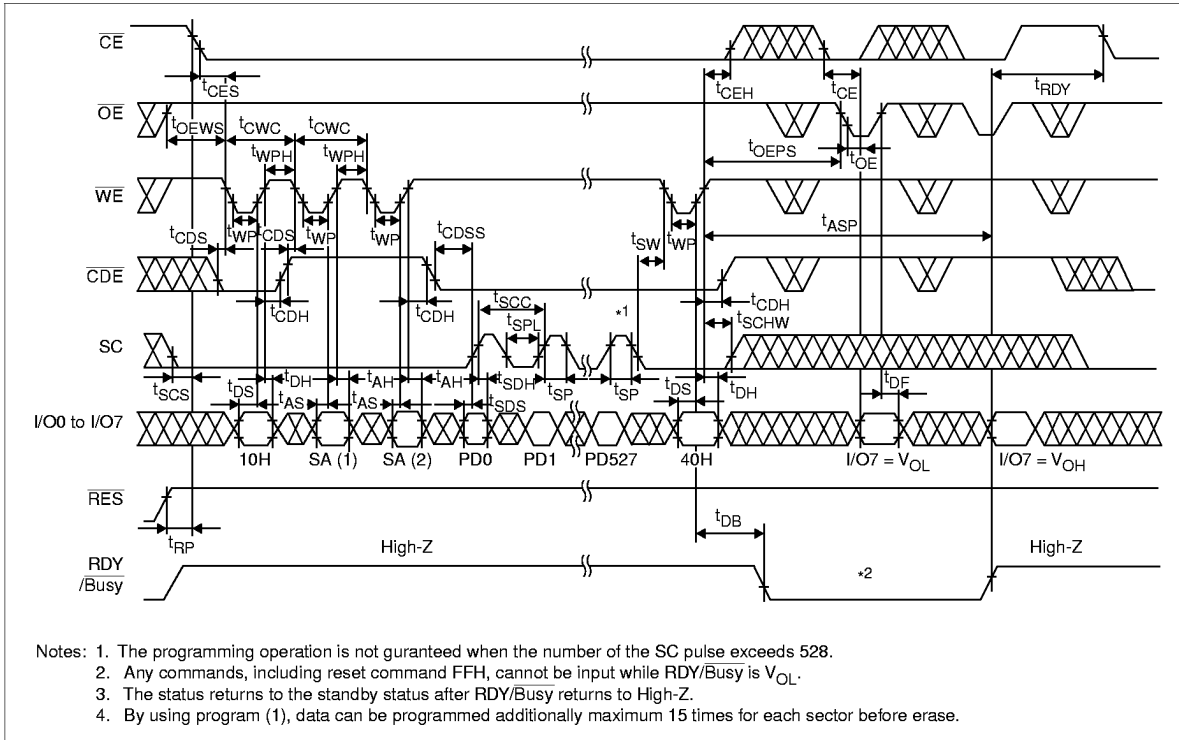 CE
tCES tCEH tCE tRDY
OE
tOEWS tCWC tCWC
tWPH tWPH tOEPS tOE
WE
tCDS tWP tCDS tWP tWP tCDSS tSW tWP tASP
CDE
tCDH tCDH tSCC *1 tCDH
tSPL tSCHW
SC
tSCS tDS tDH tAS tAH tAH tSDH tSP tSP tDS tDH tDF
tSDS
I/O0 to I/O7
10H SA (1) SA (2) PD0 PD1 PD527 40H I/O7 = VOL I/O7 = VOH
RES
tRP tDB
RDY
/Busy
High-Z *2 High-Z
Notes: 1. The programming operation is not guranteed when the number of the SC pulse exceeds 528.
2. Any commands, including reset command FFH, cannot be input while RDY/Busy is VOL.
3. The status returns to the standby status after RDY/Busy returns to High-Z.
4. By using program (1), data can be programmed additionally maximum 15 times for each sector before erase.